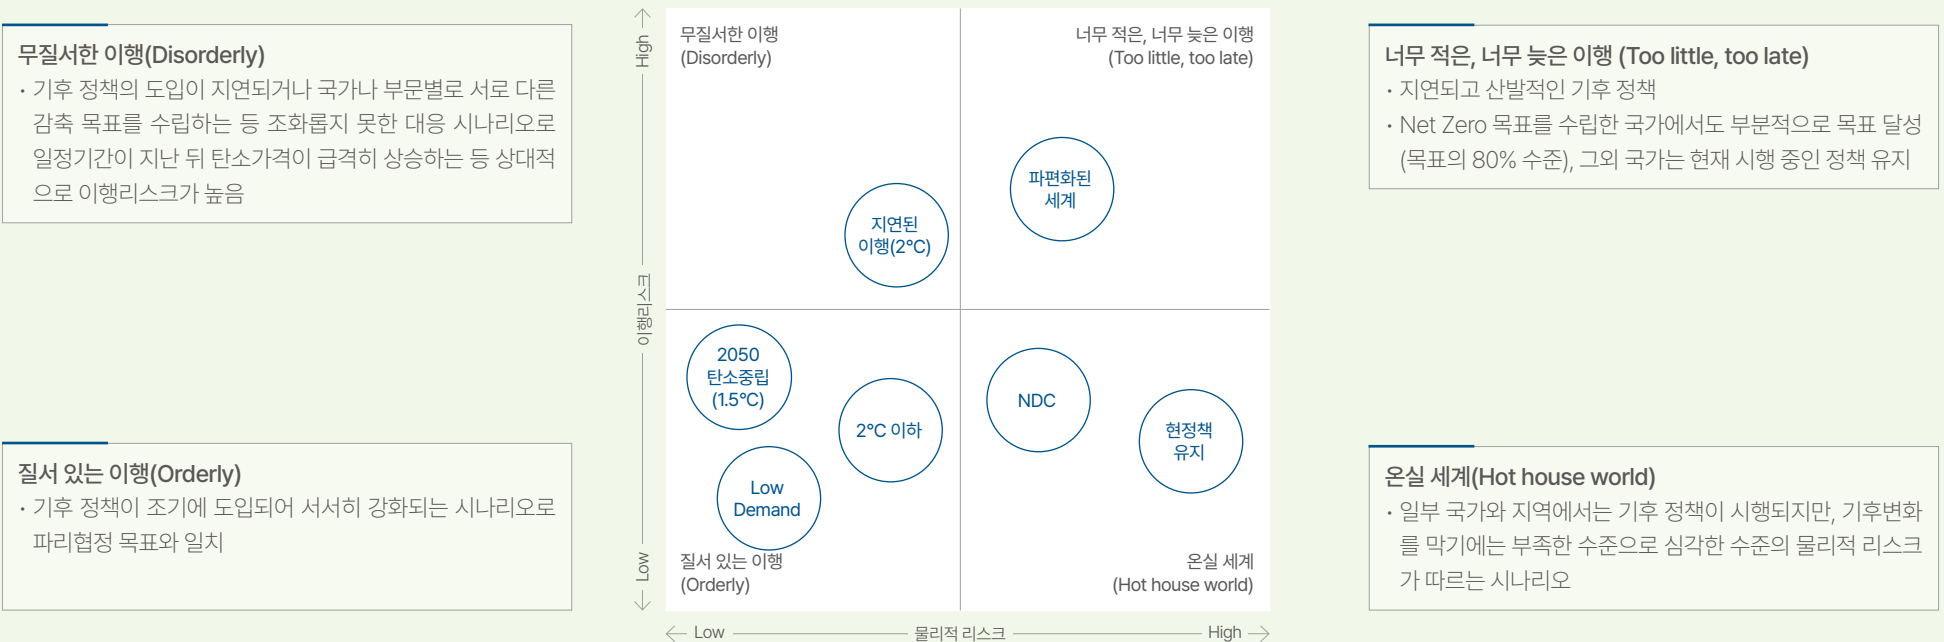 무질서한 이행(Disorderly)
· 기후 정책의 도입이 지연되거나 국가나 부문별로 서로 다른
감축 목표를 수립하는 등 조화롭지 못한 대응 시나리오로
일정기간이 지난 뒤 탄소가격이 급격히 상승하는 등 상대적
으로 이행리스크가 높음
질서 있는 이행(Orderly)
· 기후 정책이 조기에 도입되어 서서히 강화되는 시나리오로
파리협정 목표와 일치
High
이행리스크
Low
무질서한 이행
(Disorderly)
너무 적은, 너무 늦은 이행
(Too little, too late)
파편화된
세계
지연된
이행(2°C)
2050
탄소중립
(1.5°C)
2°C 이하
Low
Demand
NDC
현정책
유지
질서 있는 이행
(Orderly)
온실 세계
(Hot house world)
Low
물리적 리스크
High
너무 적은, 너무 늦은 이행 (Too little, too late)
· 지연되고 산발적인 기후 정책
· Net Zero 목표를 수립한 국가에서도 부분적으로 목표 달성
(목표의 80% 수준), 그외 국가는 현재 시행 중인 정책 유지
온실 세계(Hot house world)
· 일부 국가와 지역에서는 기후 정책이 시행되지만, 기후변화
를 막기에는 부족한 수준으로 심각한 수준의 물리적 리스크
가 따르는 시나리오